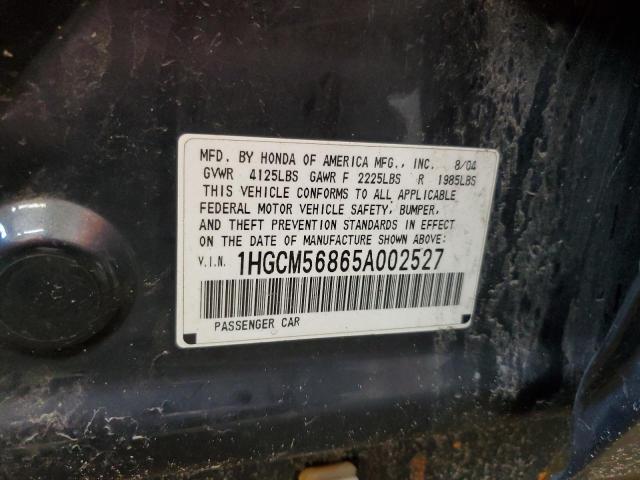 MFD. BY HONDA OF AMERICA MFG., INC. 8/04
GVWR 4125LBS GAWR F 2225LBS R 1985LBS
THIS VEHICLE CONFORMS TO ALL APPLICABLE
FEDERAL MOTOR VEHICLE SAFETY, BUMPER,
AND THEFT PREVENTION STANDARDS IN EFFECT
ON THE DATE OF MANUFACTURE SHOWN ABOVE:
V.I.N. 1HGCM56865A002527
PASSENGER CAR